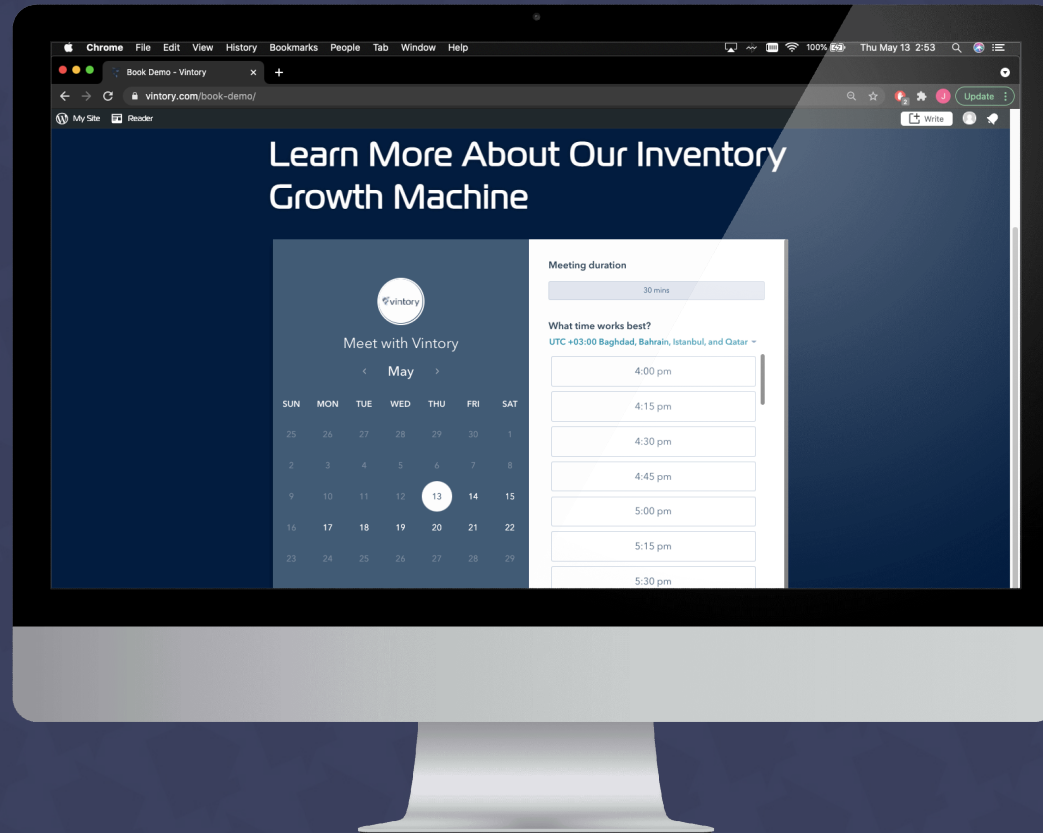 Chrome File Edit View History Bookmarks People Tab Window Help 100% Thu May 13 2:53
Book Demo - Vintory
vintory.com/book-demo/ 2 J Update
My Site Reader Write
Learn More About Our Inventory
Growth Machine
vintory
Meet with Vintory
May
SUN MON TUE WED THU FRI SAT
25 26 27 28 29 30 1
2 3 4 5 6 7 8
9 10 11 12 13 14 15
16 17 18 19 20 21 22
23 24 25 26 27 28 29
Meeting duration
30 mins
What time works best?
UTC +03:00 Baghdad, Bahrain, Istanbul, and Qatar
4:00 pm
4:15 pm
4:30 pm
4:45 pm
5:00 pm
5:15 pm
5:30 pm